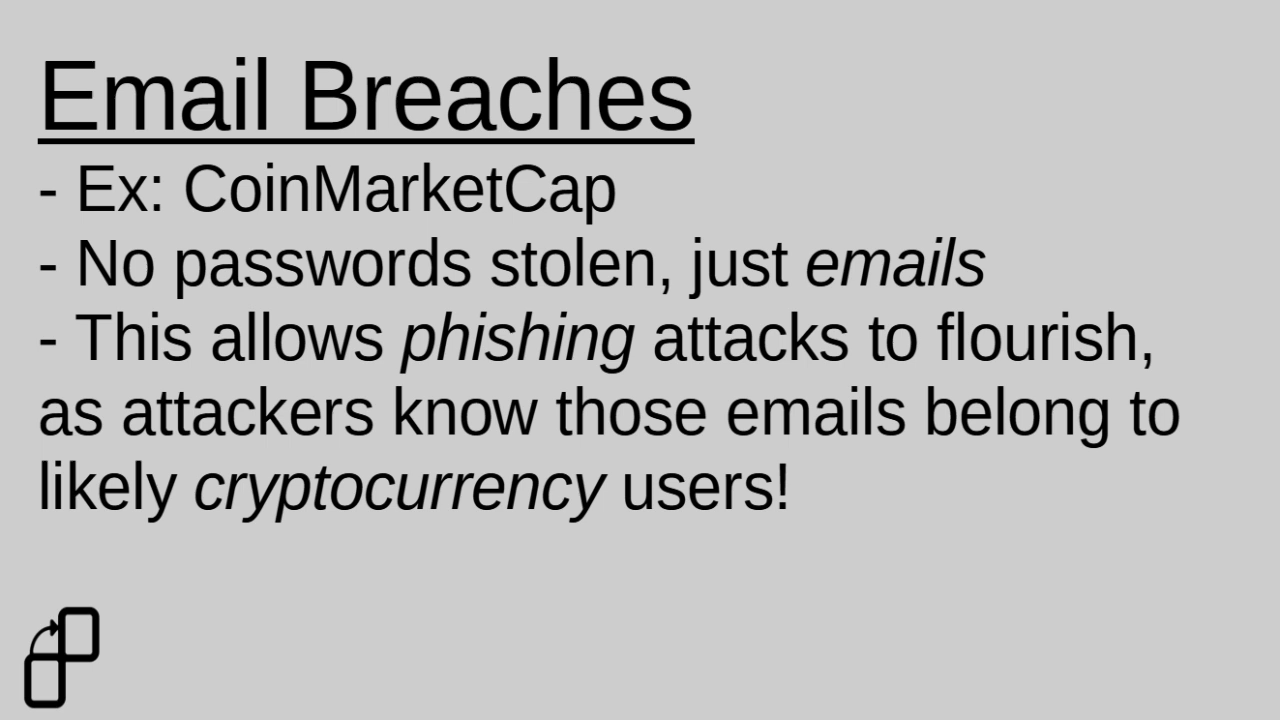 Email Breaches
- Ex: CoinMarketCap
- No passwords stolen, just emails
- This allows phishing attacks to flourish,
as attackers know those emails belong to
likely cryptocurrency users!